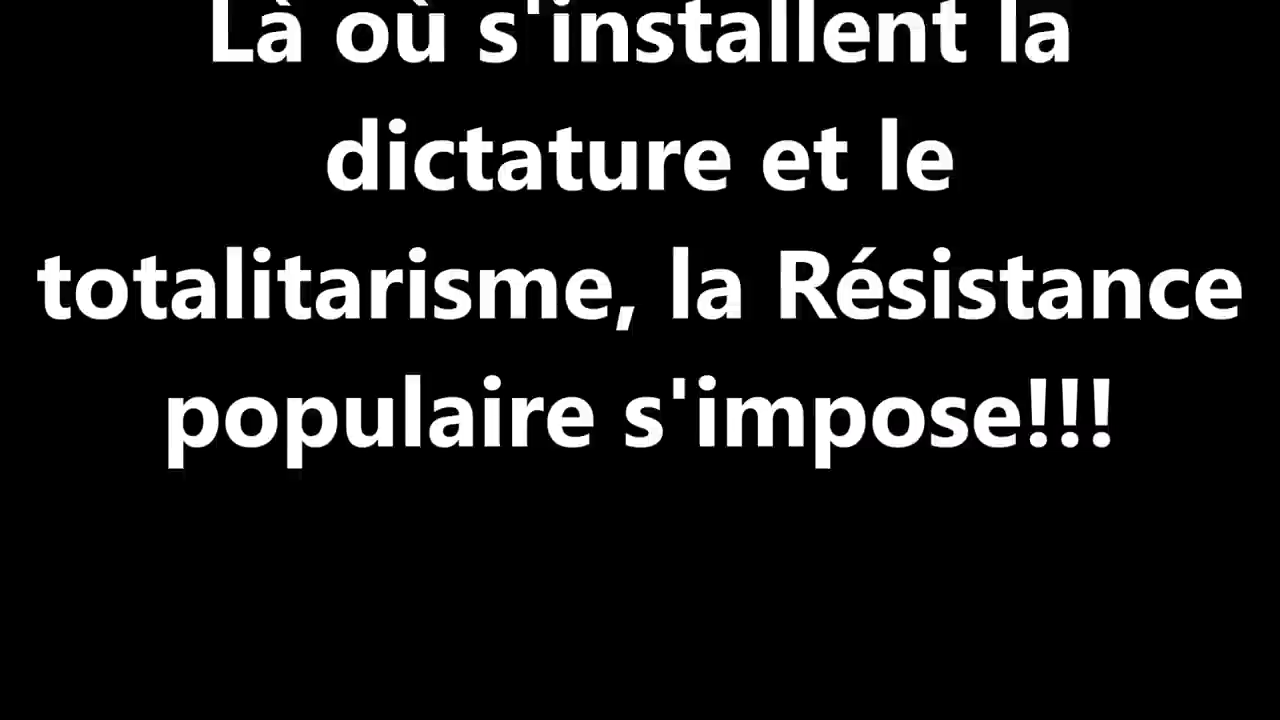 Là où s'installent la
dictature et le
totalitarisme, la Résistance
populaire s'impose!!!